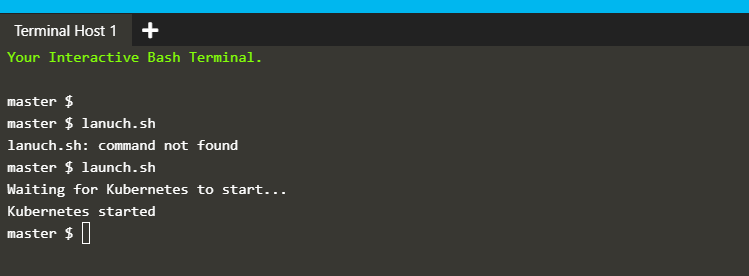 Terminal Host 1
Your Interactive Bash Terminal.
master $
master $ lanuch.sh
lanuch.sh: command not found
master $ launch.sh
Waiting for Kubernetes to start...
Kubernetes started
master $